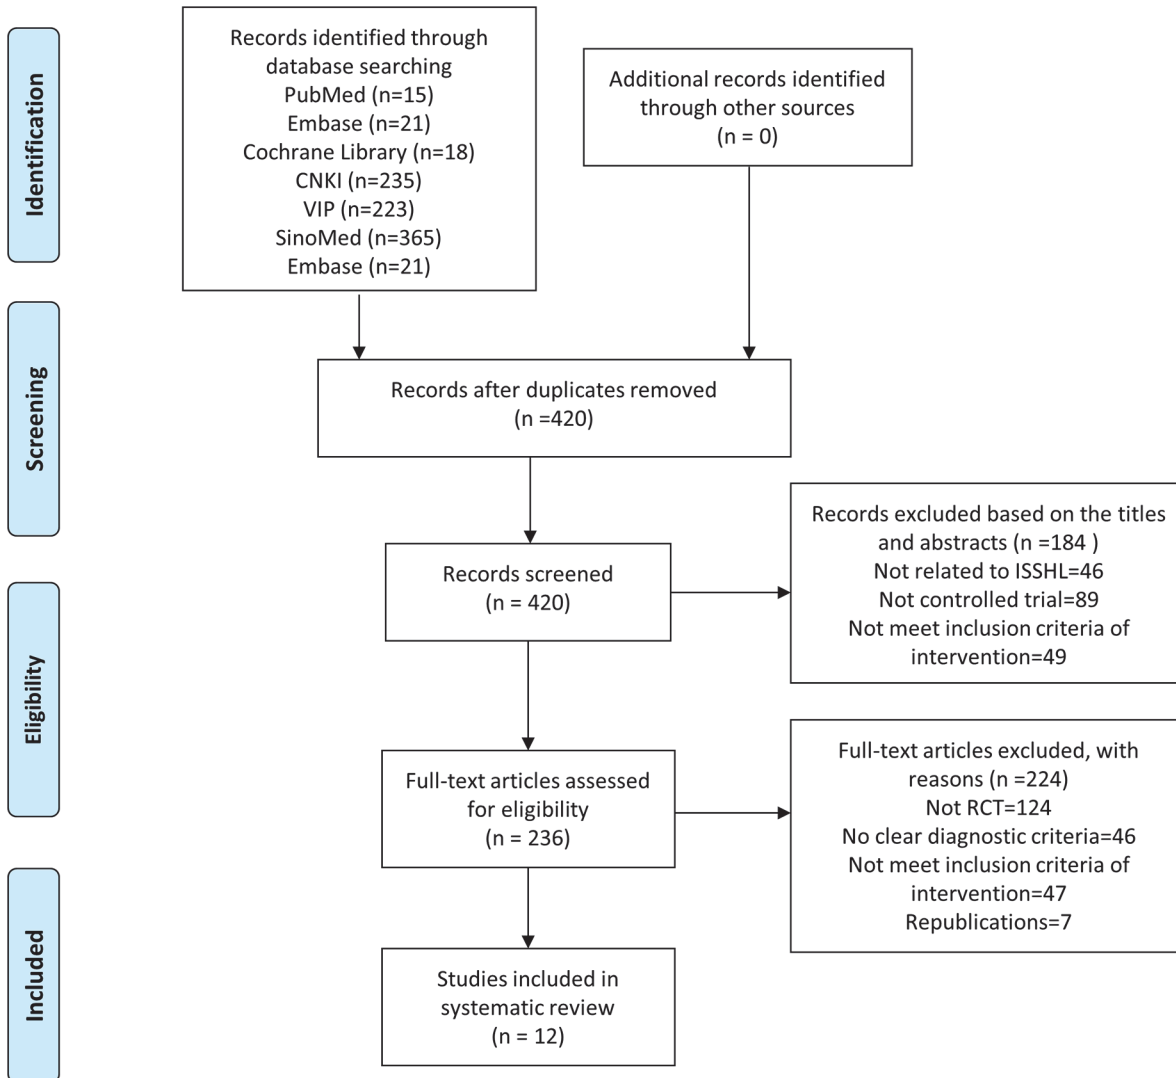 Identification
Records identified through
database searching
PubMed (n=15)
Embase (n=21)
Cochrane Library (n=18)
CNKI (n=235)
VIP (n=223)
SinoMed (n=365)
Embase (n=21)
Additional records identified
through other sources
(n = 0)
Screening
Records after duplicates removed
(n =420)
Records screened
(n = 420)
Records excluded based on the titles
and abstracts (n =184 )
Not related to ISSHL=46
Not controlled trial=89
Not meet inclusion criteria of
intervention=49
Eligibility
Full-text articles assessed
for eligibility
(n = 236)
Full-text articles excluded, with
reasons (n =224)
Not RCT=124
No clear diagnostic criteria=46
Not meet inclusion criteria of
intervention=47
Republications=7
Included
Studies included in
systematic review
(n = 12)